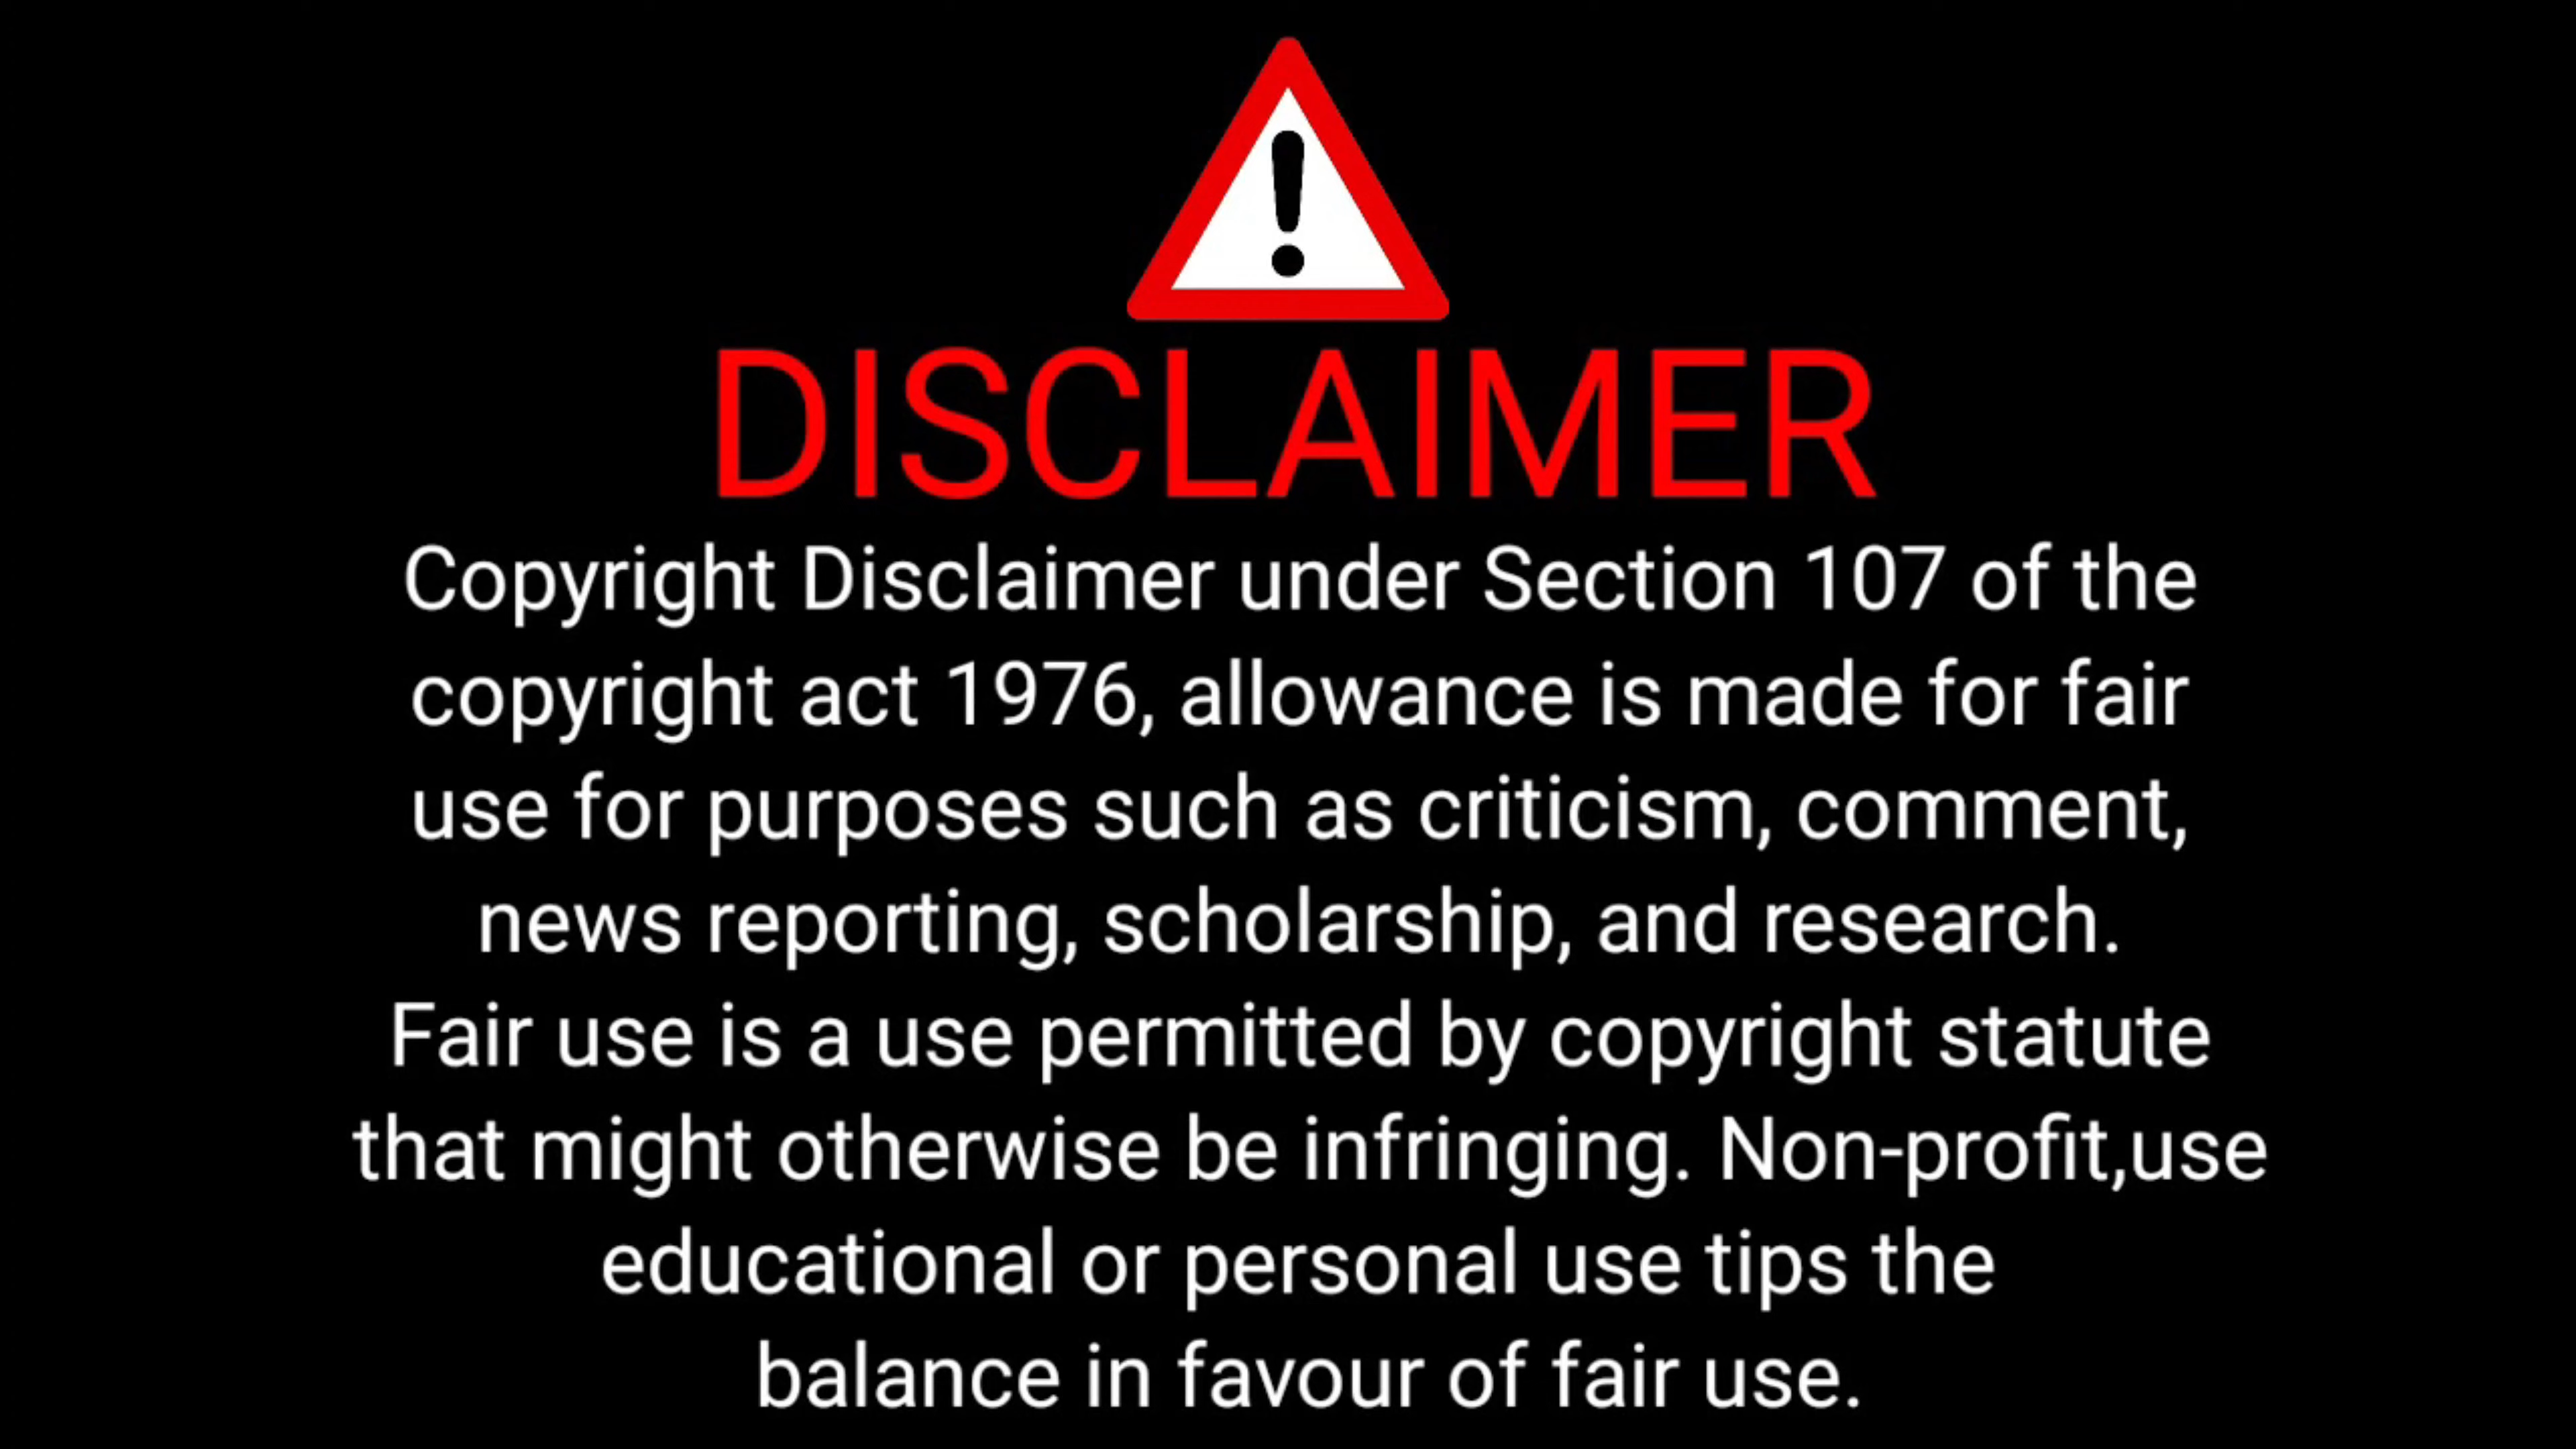 DISCLAIMER
Copyright Disclaimer under Section 107 of the
copyright act 1976, allowance is made for fair
use for purposes such as criticism, comment,
news reporting, scholarship, and research.
Fair use is a use permitted by copyright statute
that might otherwise be infringing. Non-profit,use
educational or personal use tips the
balance in favour of fair use.